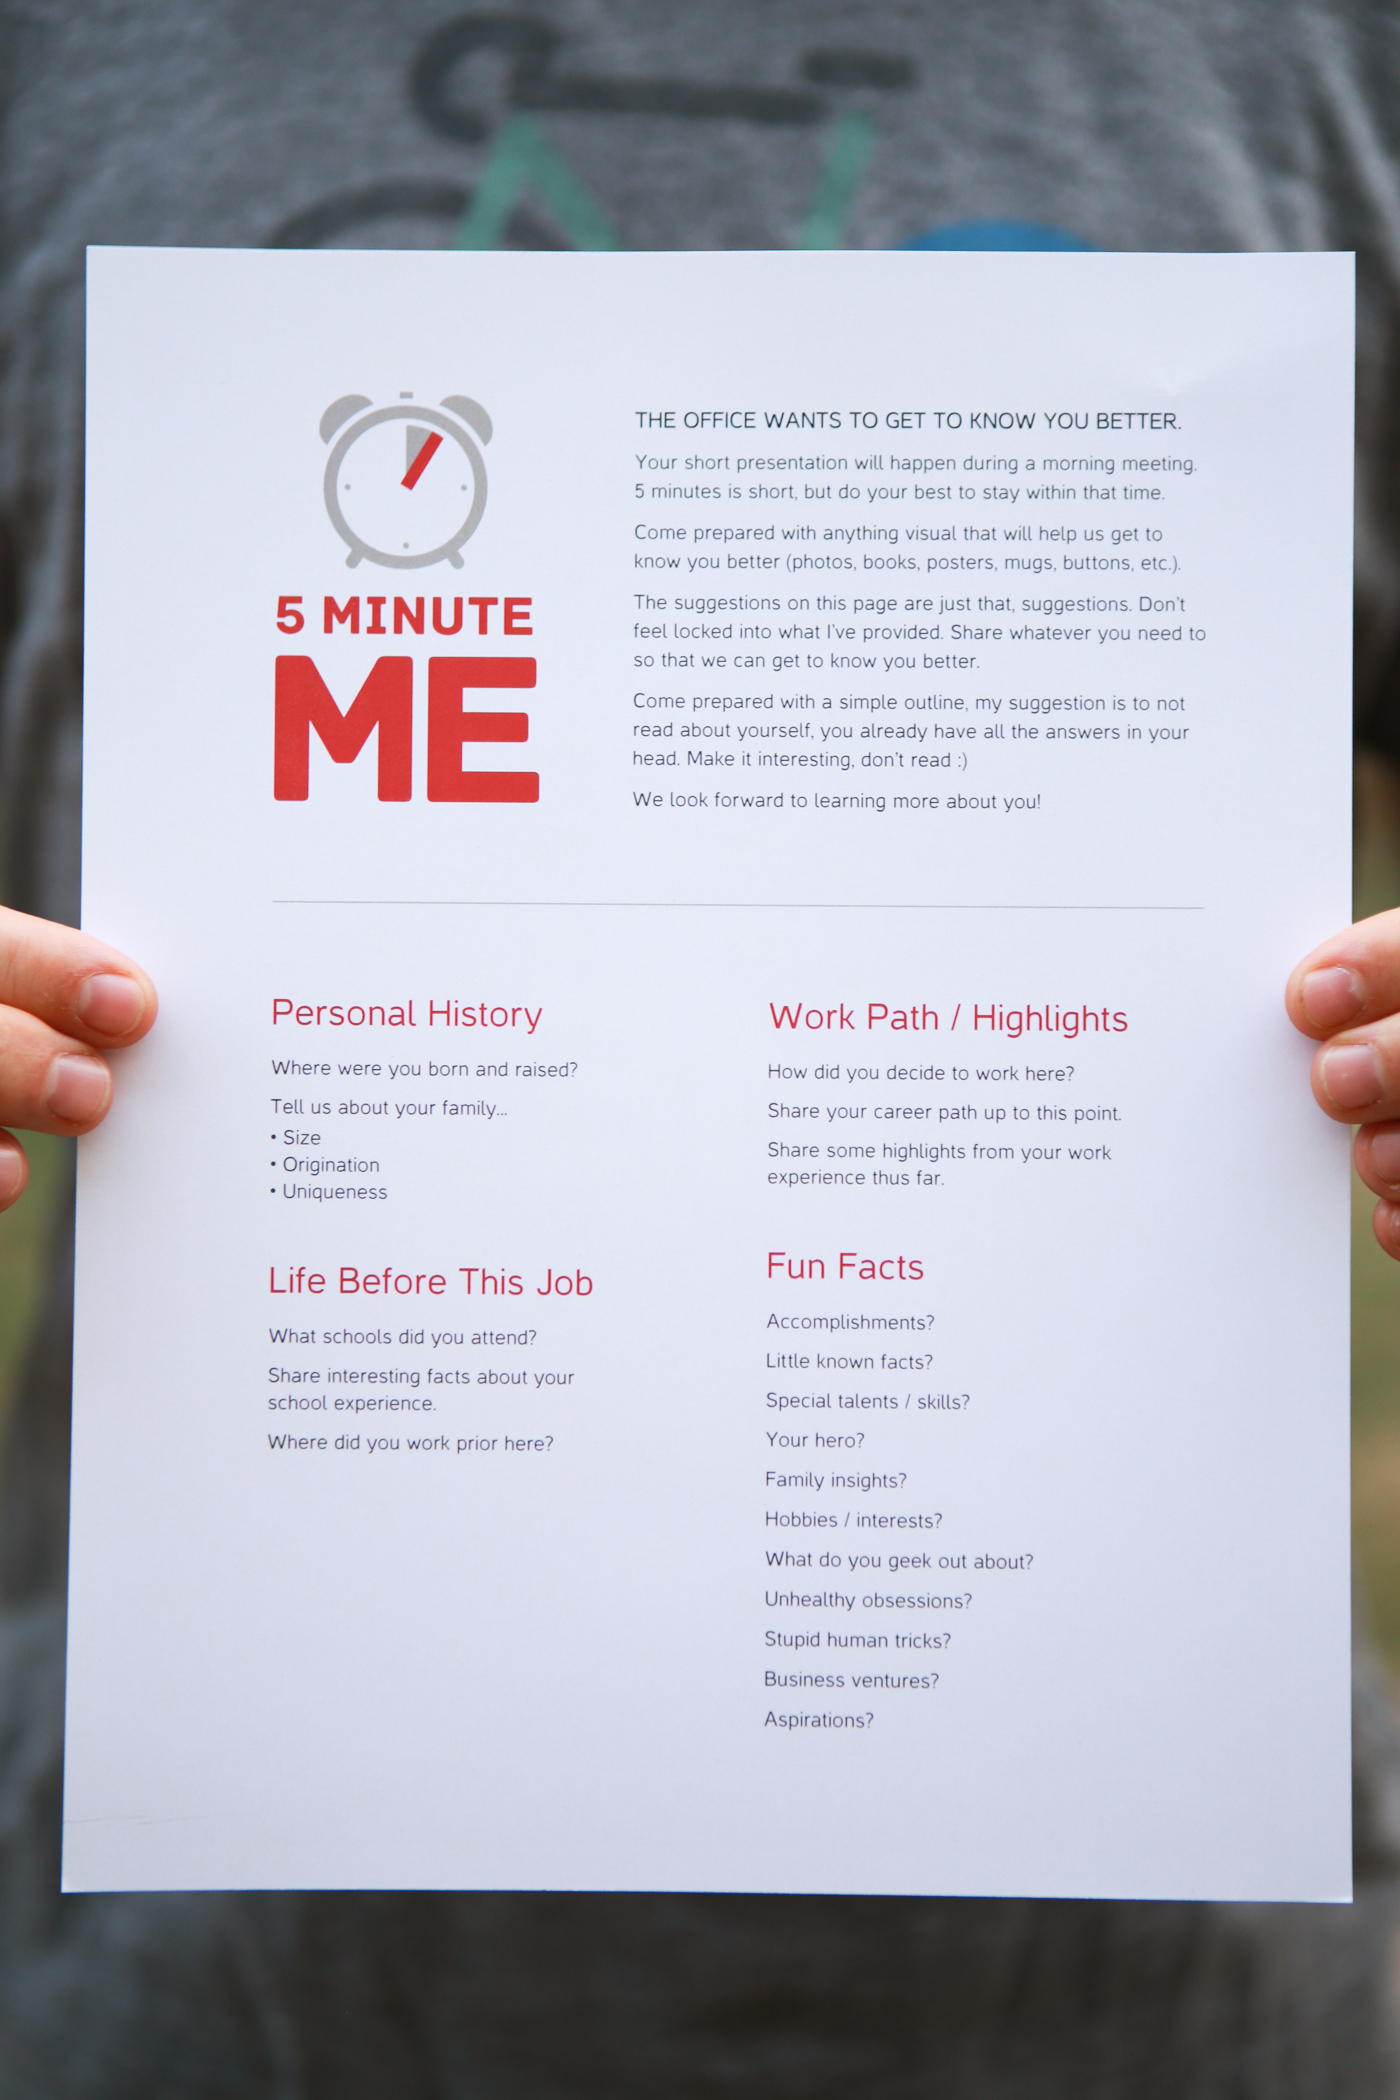 5 MINUTE
ME
THE OFFICE WANTS TO GET TO KNOW YOU BETTER.
Your short presentation will happen during a morning meeting.
5 minutes is short, but do your best to stay within that time.
Come prepared with anything visual that will help us get to
know you better (photos, books, posters, mugs, buttons, etc.).
The suggestions on this page are just that, suggestions. Don't
feel locked into what I've provided. Share whatever you need to
so that we can get to know you better.
Come prepared with a simple outline, my suggestion is to not
read about yourself, you already have all the answers in your
head. Make it interesting, don't read :)
We look forward to learning more about you!
Personal History
Where were you born and raised?
Tell us about your family...
• Size
• Origination
• Uniqueness
Life Before This Job
What schools did you attend?
Share interesting facts about your
school experience.
Where did you work prior here?
Work Path / Highlights
How did you decide to work here?
Share your career path up to this point.
Share some highlights from your work
experience thus far.
Fun Facts
Accomplishments?
Little known facts?
Special talents / skills?
Your hero?
Family insights?
Hobbies / interests?
What do you geek out about?
Unhealthy obsessions?
Stupid human tricks?
Business ventures?
Aspirations?